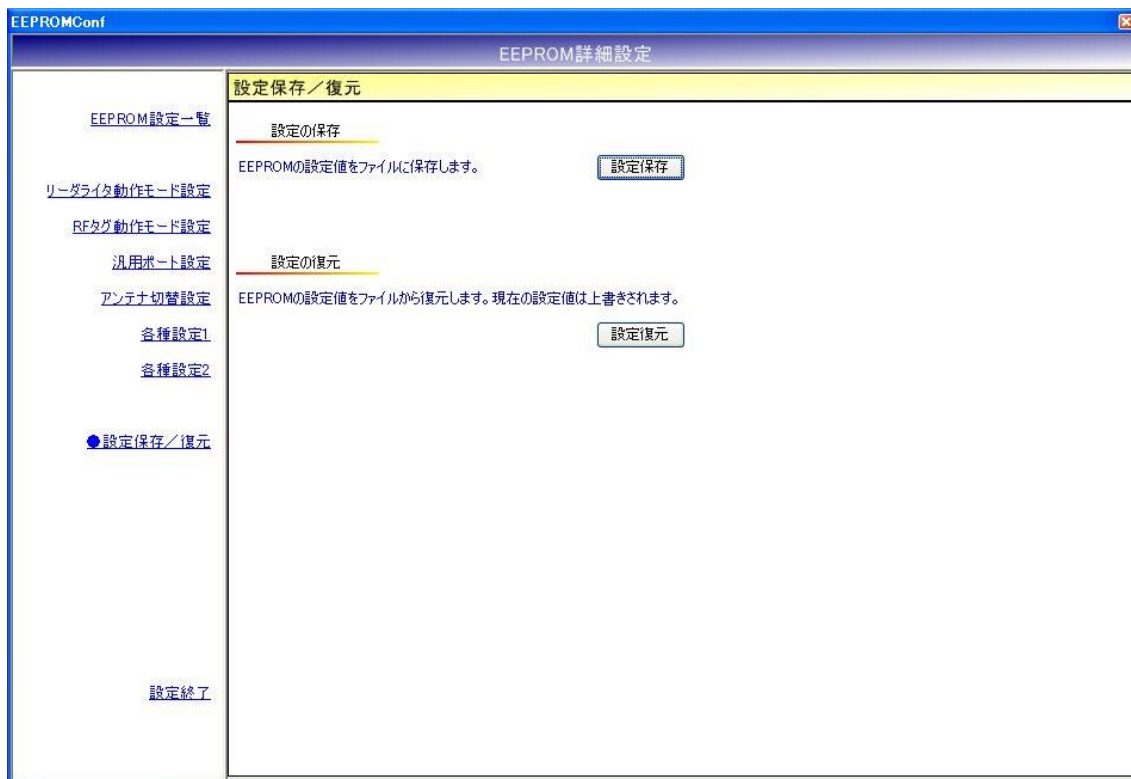 EEPROMConf
EEPROM詳細設定
EEPROM設定一覧
リーダライタ動作モード設定
RFタグ動作モード設定
汎用ポート設定
アンテナ切替設定
各種設定1
各種設定2
●設定保存／復元
設定終了
設定保存／復元
設定の保存
EEPROMの設定値をファイルに保存します。
設定保存
設定の復元
EEPROMの設定値をファイルから復元します。現在の設定値は上書きされます。
設定復元